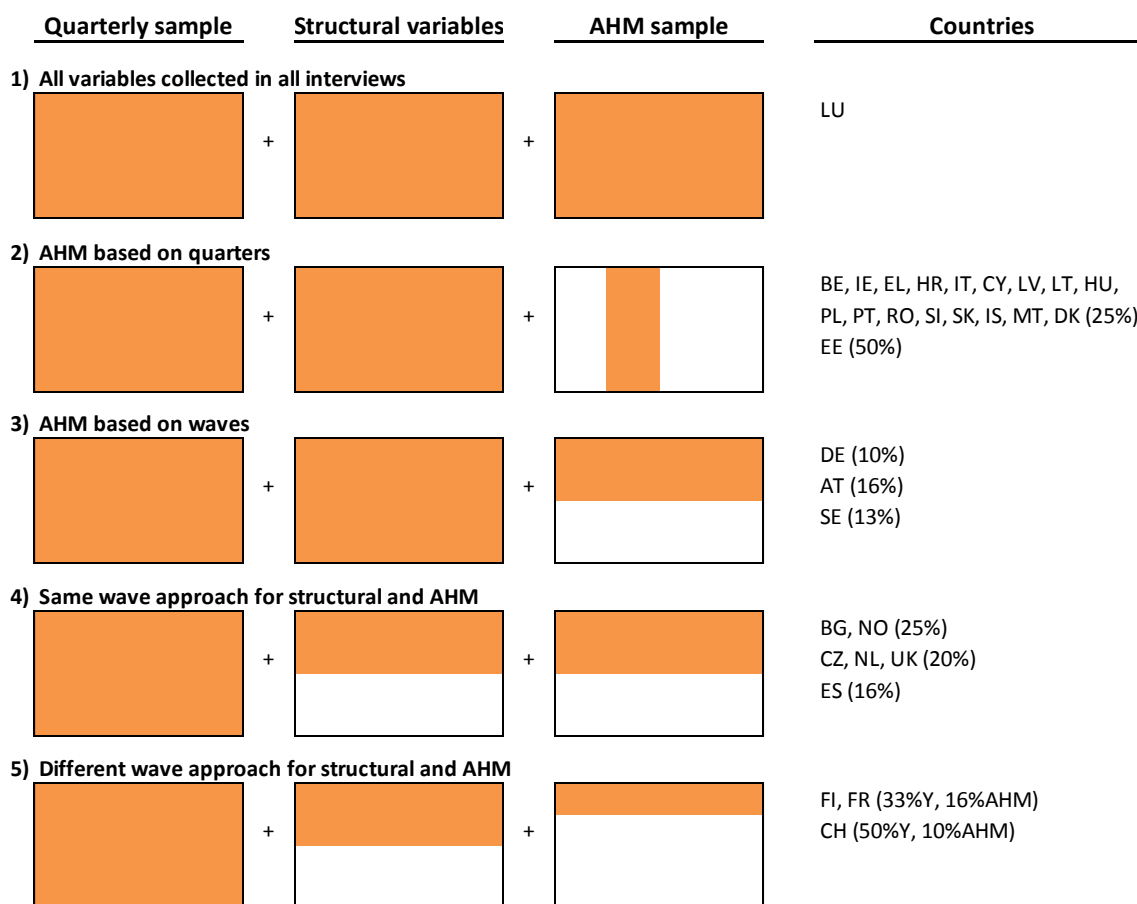 Quarterly sample Structural variables AHM sample Countries
1) All variables collected in all interviews
LU
+ +
2) AHM based on quarters
BE, IE, EL, HR, IT, CY, LV, LT, HU,
+ + PL, PT, RO, SI, SK, IS, MT, DK (25%)
EE (50%)
3) AHM based on waves
DE (10%)
+ + AT (16%)
SE (13%)
4) Same wave approach for structural and AHM
BG, NO (25%)
+ + CZ, NL, UK (20%)
ES (16%)
5) Different wave approach for structural and AHM
FI, FR (33%Y, 16%AHM)
+ + CH (50%Y, 10%AHM)